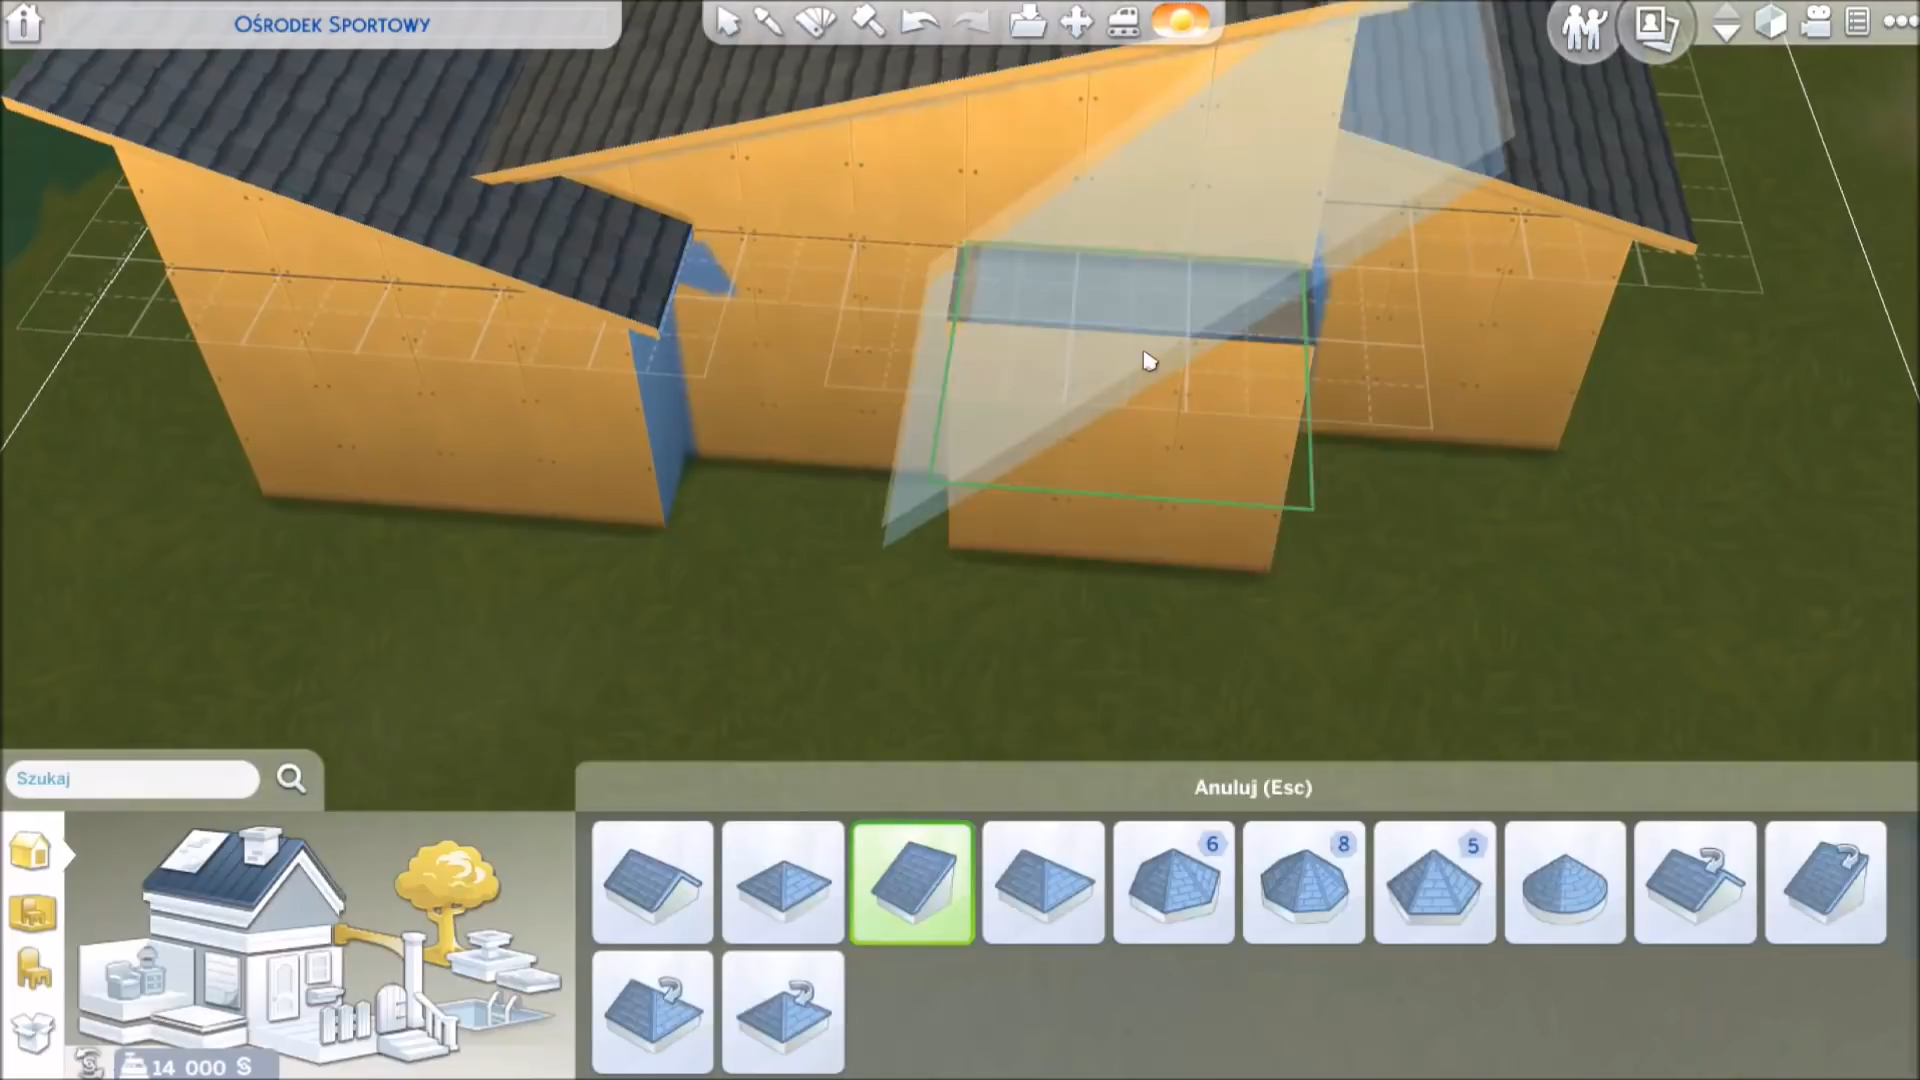 Ośrodek Sportowy
Szukaj
Anuluj (Esc)
6
8
5
14 000 §